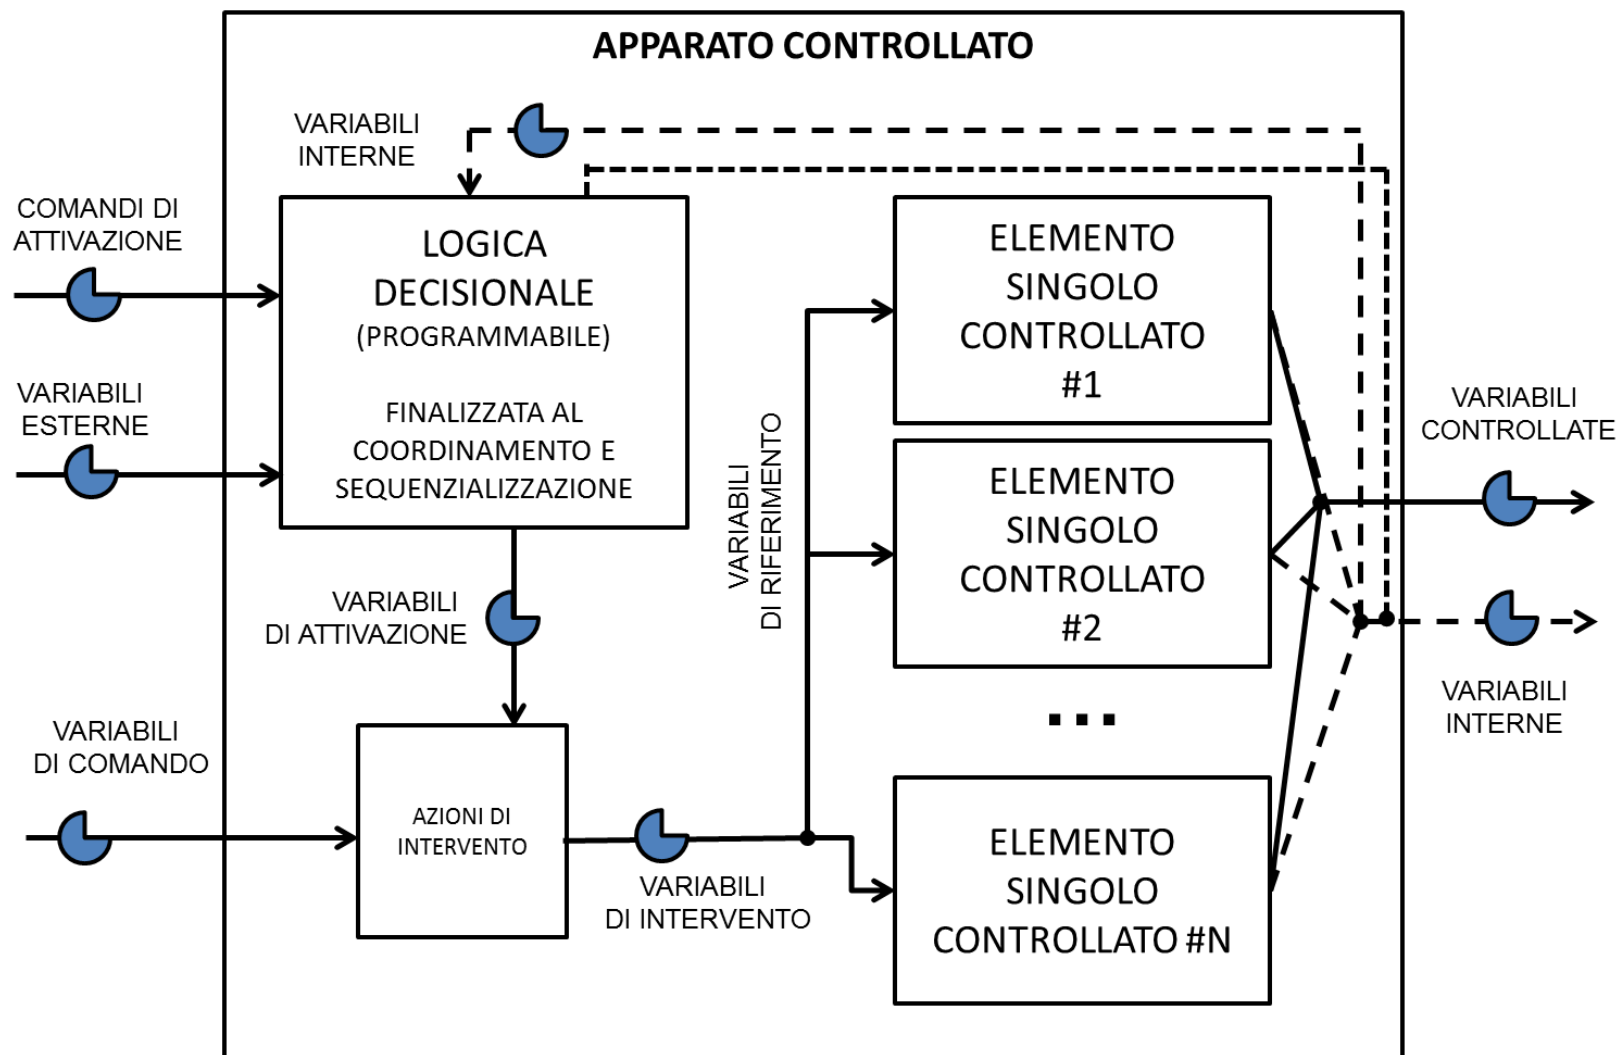 APPARATO CONTROLLATO
VARIABILI
INTERNE
COMANDI DI
ATTIVAZIONE
LOGICA
DECISIONALE
(PROGRAMMABILE)
FINALIZZATA AL
COORDINAMENTO E
SEQUENZIALIZZAZIONE
VARIABILI
ESTERNE
VARIABILI
DI ATTIVAZIONE
VARIABILI
DI COMANDO
AZIONI DI
INTERVENTO
VARIABILI
DI INTERVENTO
VARIABILI
DI RIFERIMENTO
ELEMENTO
SINGOLO
CONTROLLATO
#1
ELEMENTO
SINGOLO
CONTROLLATO
#2
...
ELEMENTO
SINGOLO
CONTROLLATO #N
VARIABILI
CONTROLLATE
VARIABILI
INTERNE